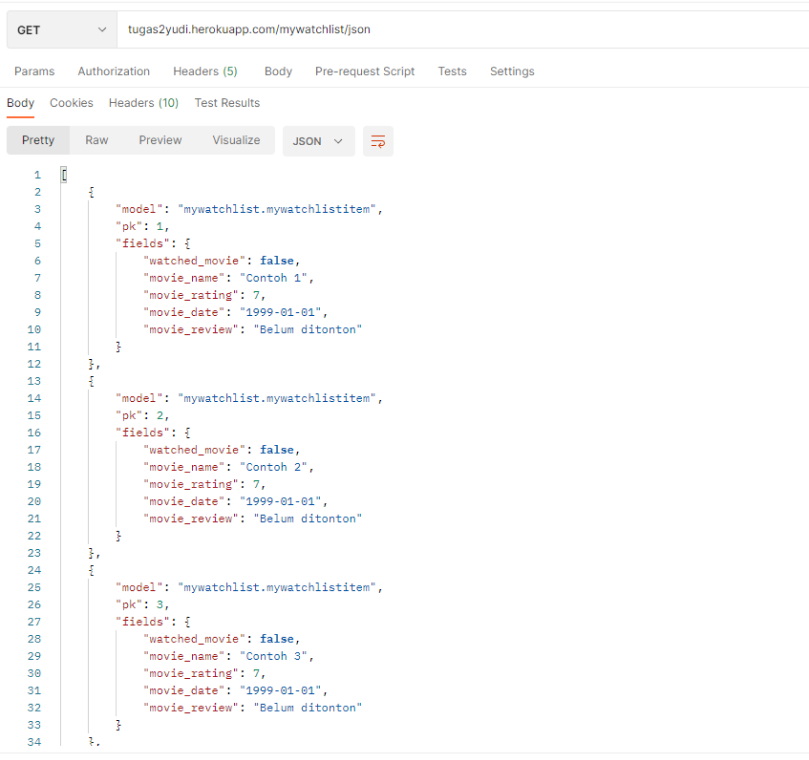 GET tugas2yudi.herokuapp.com/mywatchlist/json
Params Authorization Headers (5) Body Pre-request Script Tests Settings
Body Cookies Headers (10) Test Results
Pretty Raw Preview Visualize JSON
1 [
2 {
3 "model": "mywatchlist.mywatchlistitem",
4 "pk": 1,
5 "fields": {
6 "watched_movie": false,
7 "movie_name": "Contoh 1",
8 "movie_rating": 7,
9 "movie_date": "1999-01-01",
10 "movie_review": "Belum ditonton"
11 }
12 },
13 {
14 "model": "mywatchlist.mywatchlistitem",
15 "pk": 2,
16 "fields": {
17 "watched_movie": false,
18 "movie_name": "Contoh 2",
19 "movie_rating": 7,
20 "movie_date": "1999-01-01",
21 "movie_review": "Belum ditonton"
22 }
23 },
24 {
25 "model": "mywatchlist.mywatchlistitem",
26 "pk": 3,
27 "fields": {
28 "watched_movie": false,
29 "movie_name": "Contoh 3",
30 "movie_rating": 7,
31 "movie_date": "1999-01-01",
32 "movie_review": "Belum ditonton"
33 }
34 },